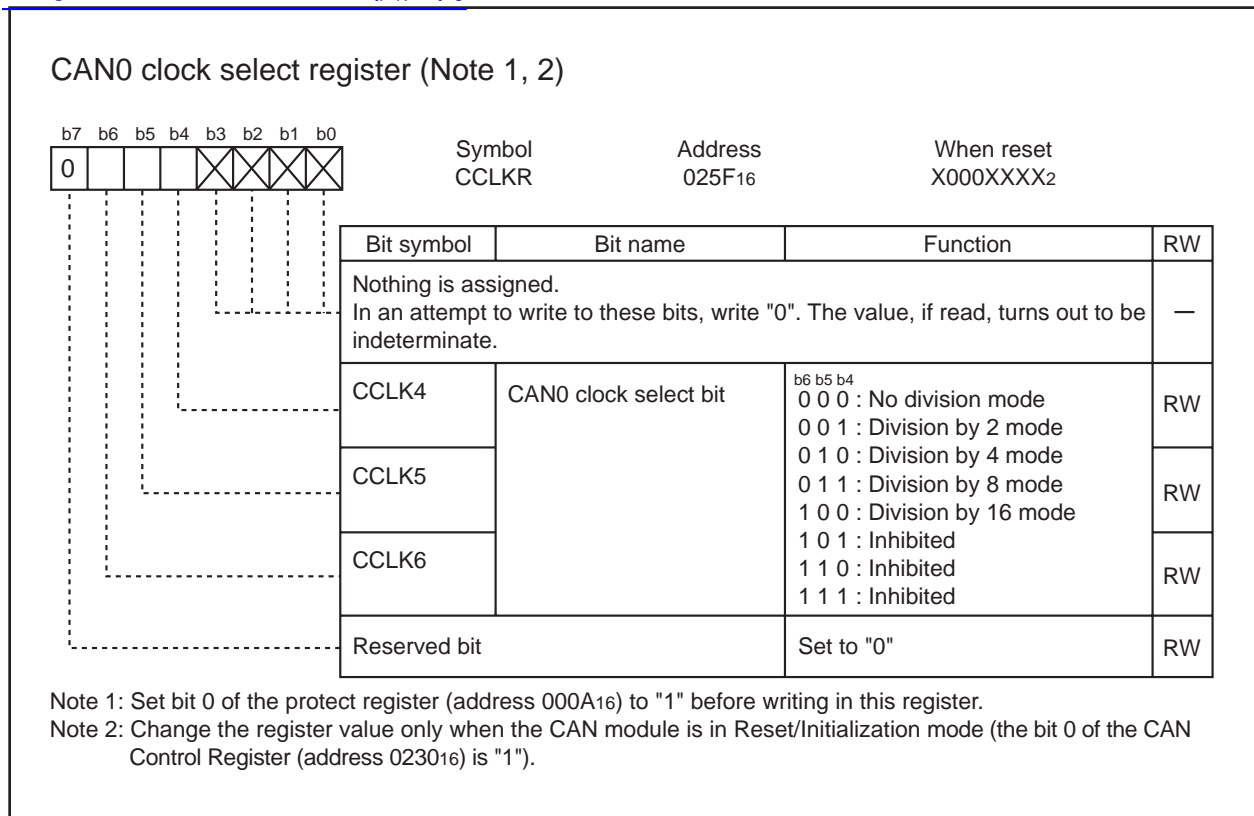 CAN0 clock select register (Note 1, 2)
b7 b6 b5 b4 b3 b2 b1 b0
Symbol Address When reset
0
CCLKR 025F16 X000XXXX2
Bit symbol Bit name Function RW
Nothing is assigned.
In an attempt to write to these bits, write "0". The value, if read, turns out to be —
indeterminate.
CCLK4 CAN0 clock select bit
b6 b5 b4
0 0 0 : No division mode RW
0 0 1 : Division by 2 mode
0 1 0 : Division by 4 mode
CCLK5
0 1 1 : Division by 8 mode RW
1 0 0 : Division by 16 mode
1 0 1 : Inhibited
CCLK6
1 1 0 : Inhibited RW
1 1 1 : Inhibited
Reserved bit Set to "0" RW
Note 1: Set bit 0 of the protect register (address 000A16) to "1" before writing in this register.
Note 2: Change the register value only when the CAN module is in Reset/Initialization mode (the bit 0 of the CAN
Control Register (address 023016) is "1").